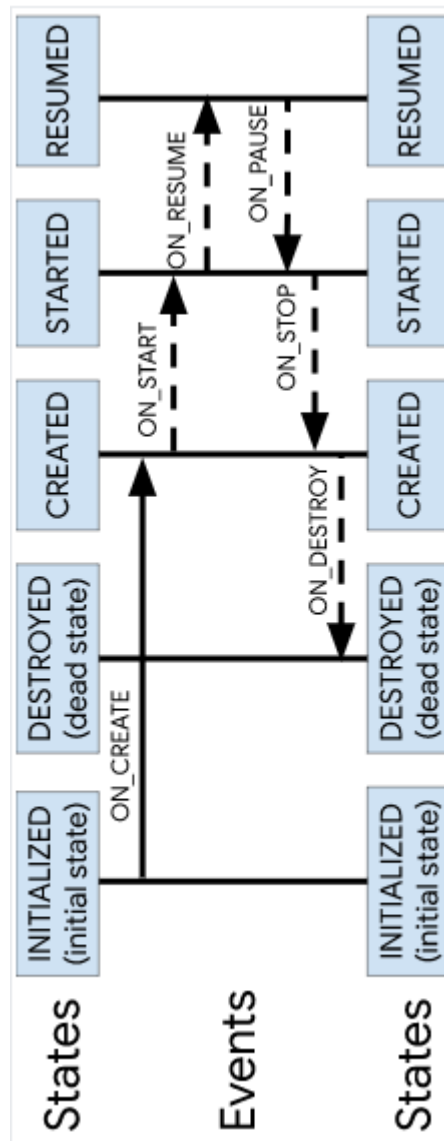 States
INITIALIZED
(initial state)
DESTROYED
(dead state)
CREATED
STARTED
RESUMED
Events
ON_CREATE
ON_START
ON_RESUME
ON_DESTROY
ON_STOP
ON_PAUSE
States
INITIALIZED
(initial state)
DESTROYED
(dead state)
CREATED
STARTED
RESUMED